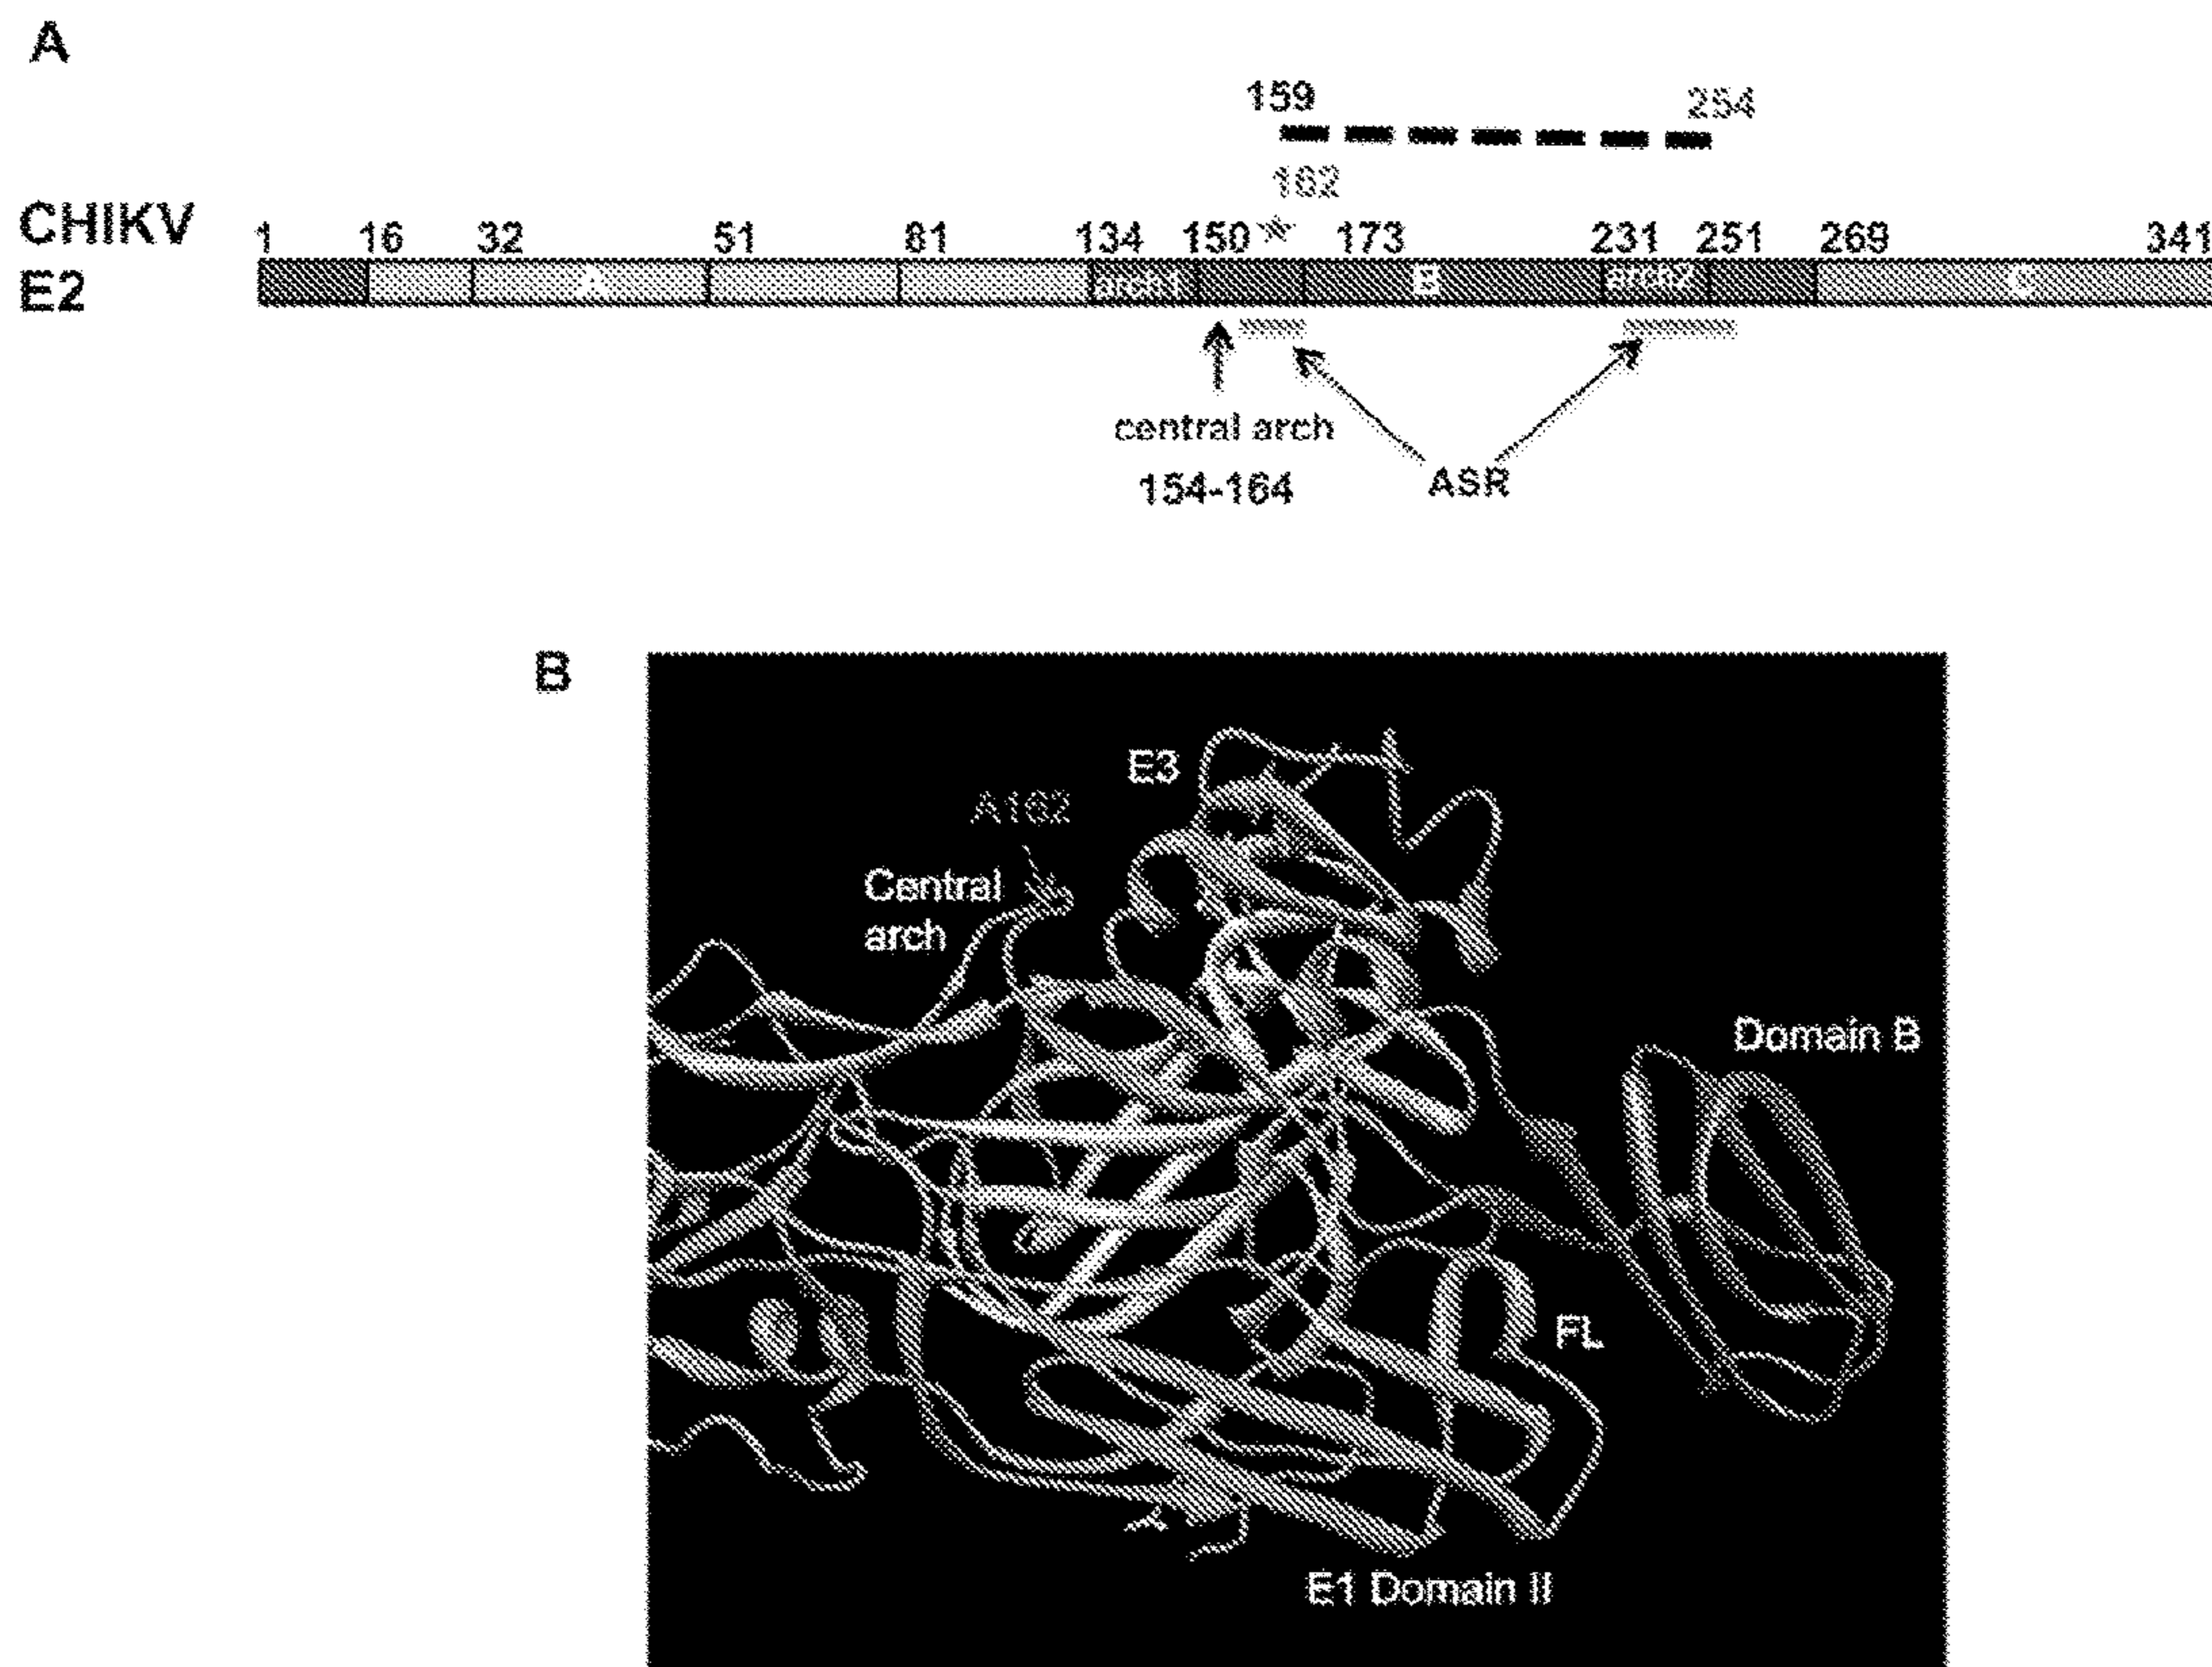 A
159 254
162
CHIKV 1 16 32 51 81 134 150 173 231 251 269 341
E2 A arch1 B arch2 C
central arch
154-164
ASR
B
E3
A162
Central
arch
Domain B
FL
E1 Domain II